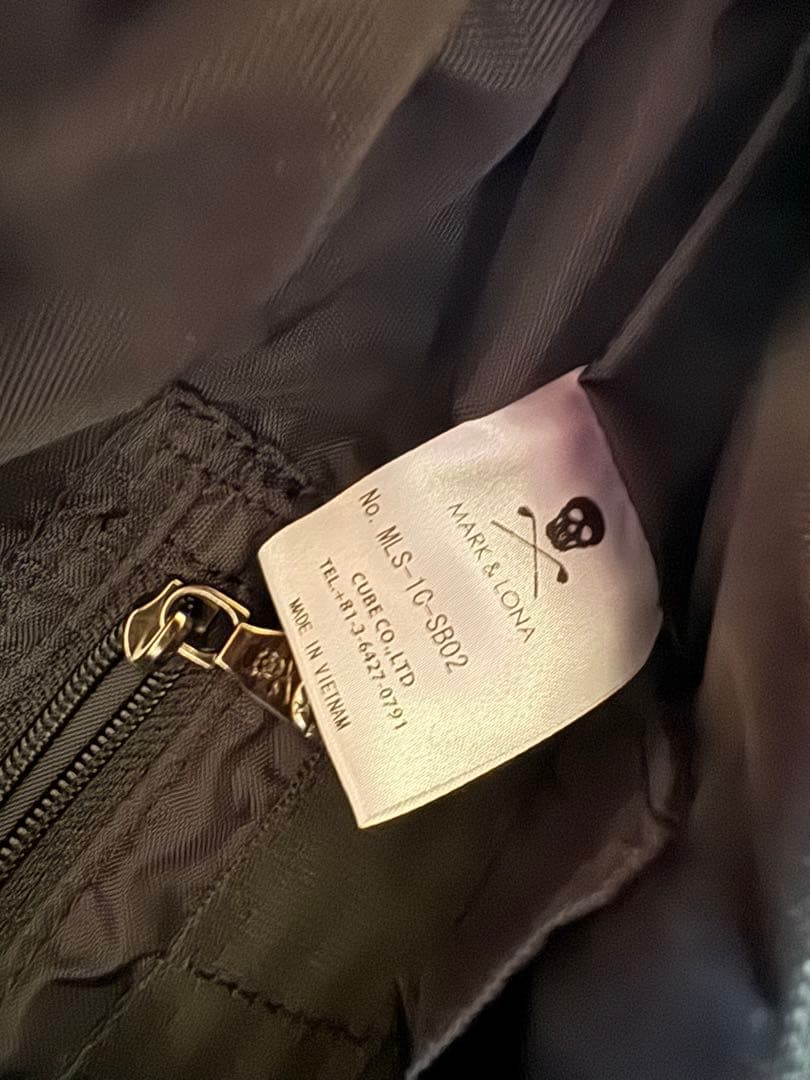 MARK & LONA
No. MLS-1C-SB02
CUBE CO.,LTD
TEL.+81-3-6427-0791
MADE IN VIETNAM